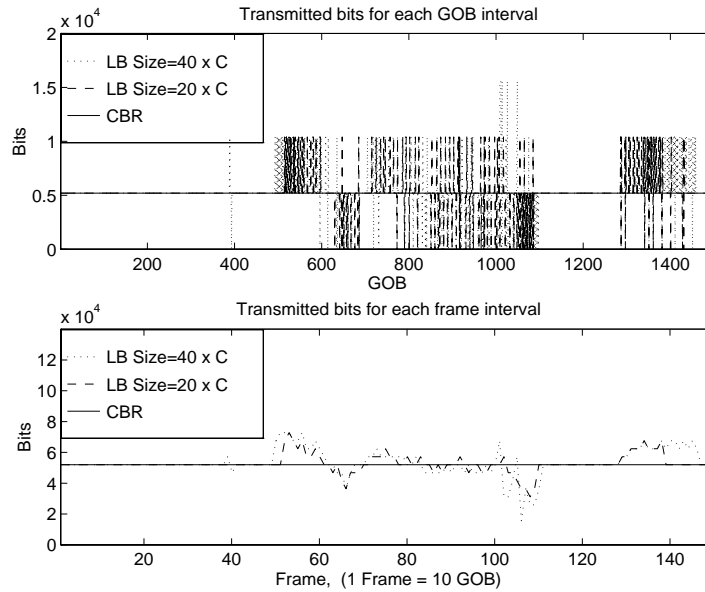 Transmitted bits for each GOB interval
x 10^4
2
1.5
1
0.5
0
Bits
LB Size=40 x C
LB Size=20 x C
CBR
200 400 600 800 1000 1200 1400
GOB
Transmitted bits for each frame interval
x 10^4
12
10
8
6
4
2
0
Bits
LB Size=40 x C
LB Size=20 x C
CBR
20 40 60 80 100 120 140
Frame, (1 Frame = 10 GOB)